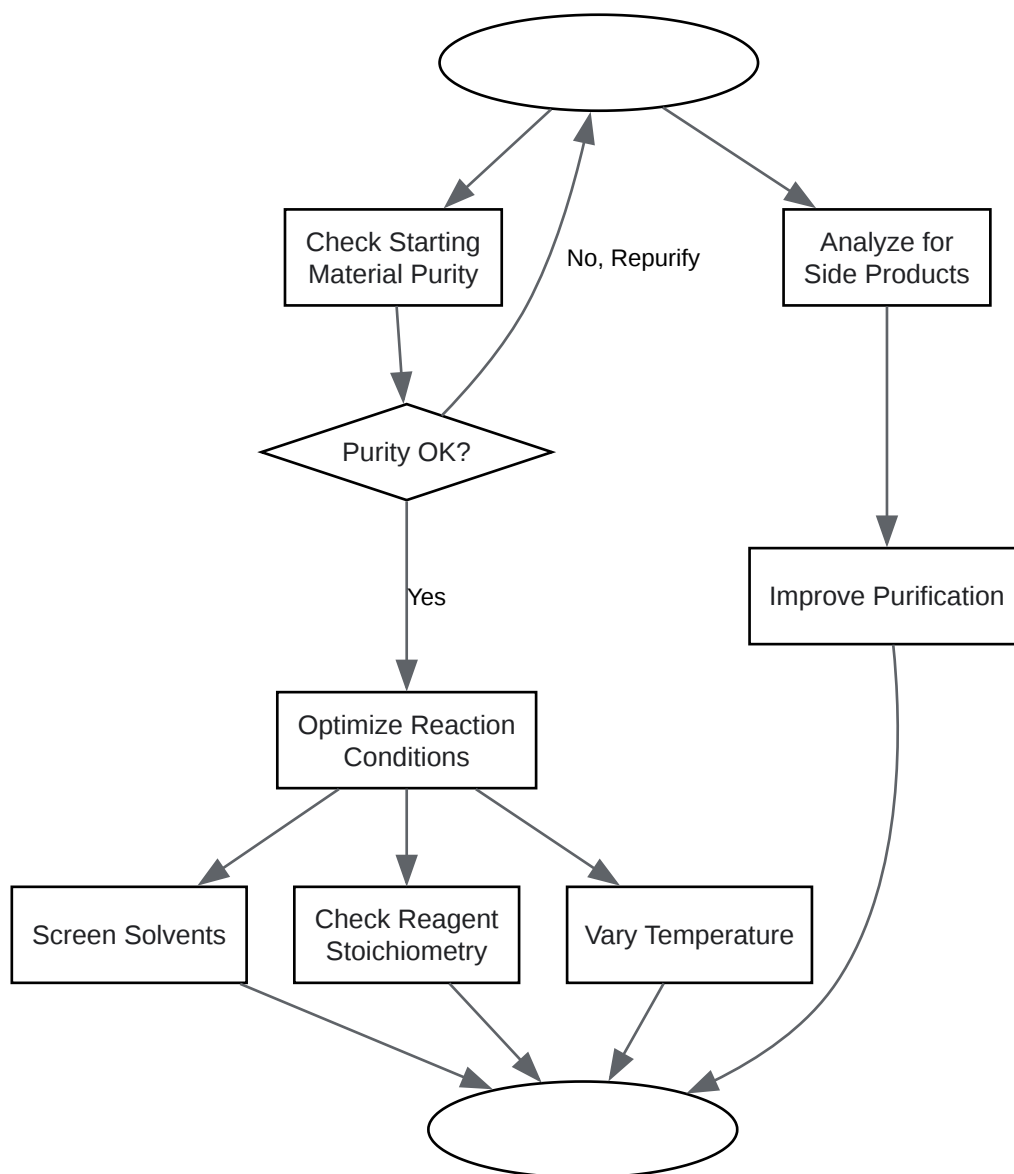 Check Starting
Material Purity
No, Repurify
Analyze for
Side Products
Purity OK?
Yes
Improve Purification
Optimize Reaction
Conditions
Screen Solvents
Check Reagent
Stoichiometry
Vary Temperature